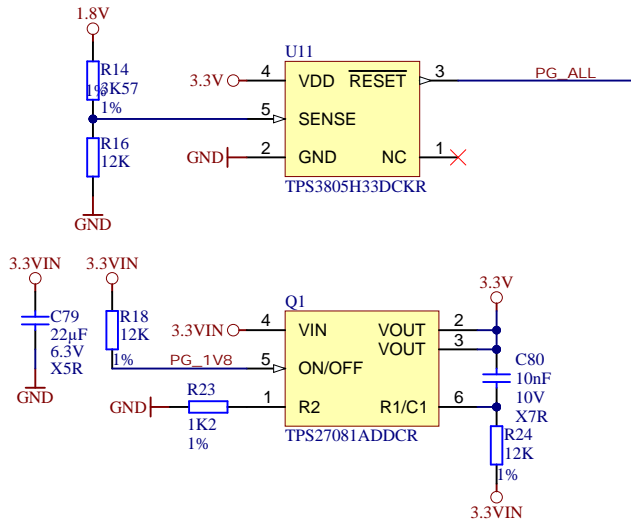 1.8V
R14
3K57
1%
1%
R16
12K
GND
U11
3.3V
4
VDD
RESET
3
PG_ALL
5
SENSE
GND
2
GND
NC
1
TPS3805H33DCKR
3.3VIN
C79
22µF
6.3V
X5R
GND
3.3VIN
R18
12K
1%
PG_1V8
Q1
3.3VIN
4
VIN
VOUT
2
VOUT
3
5
ON/OFF
GND
R23
1K2
1%
1
R2
R1/C1
6
TPS27081ADDCR
3.3V
C80
10nF
10V
X7R
R24
12K
1%
3.3VIN